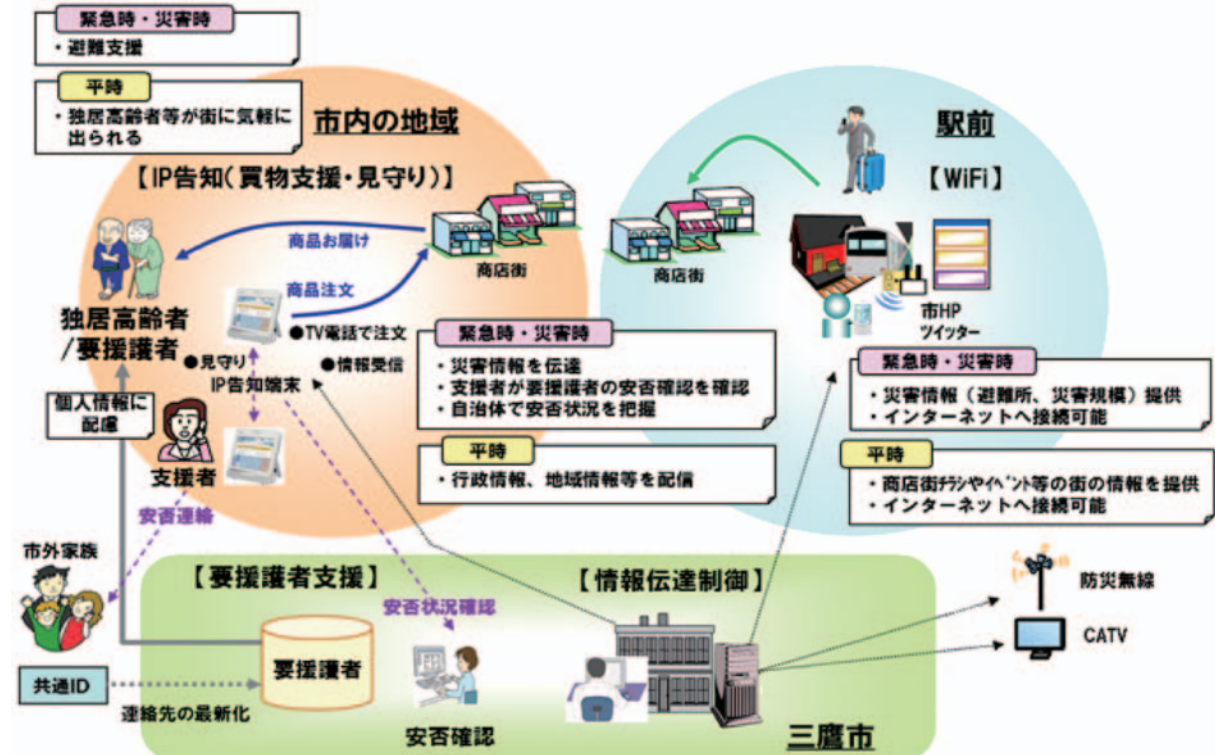 緊急時・災害時
・避難支援
平時
・独居高齢者等が街に気軽に
出られる
市内の地域
【IP告知(買物支援・見守り)】
商品お届け
商店街
商品注文
独居高齢者
/要援護者
●TV電話で注文
●見守り
●情報受信
IP告知端末
個人情報に
配慮
支援者
安否連絡
緊急時・災害時
・災害情報を伝達
・支援者が要援護者の安否確認を確認
・自治体で安否状況を把握
平時
・行政情報、地域情報等を配信
駅前
【WiFi】
商店街
市HP
ツイッター
緊急時・災害時
・災害情報(避難所、災害規模)提供
・インターネットへ接続可能
平時
・商店街ﾁﾗｼやｲﾍﾞﾝﾄ等の街の情報を提供
・インターネットへ接続可能
市外家族
【要援護者支援】
【情報伝達制御】
安否状況確認
要援護者
共通ID
連絡先の最新化
安否確認
三鷹市
防災無線
CATV